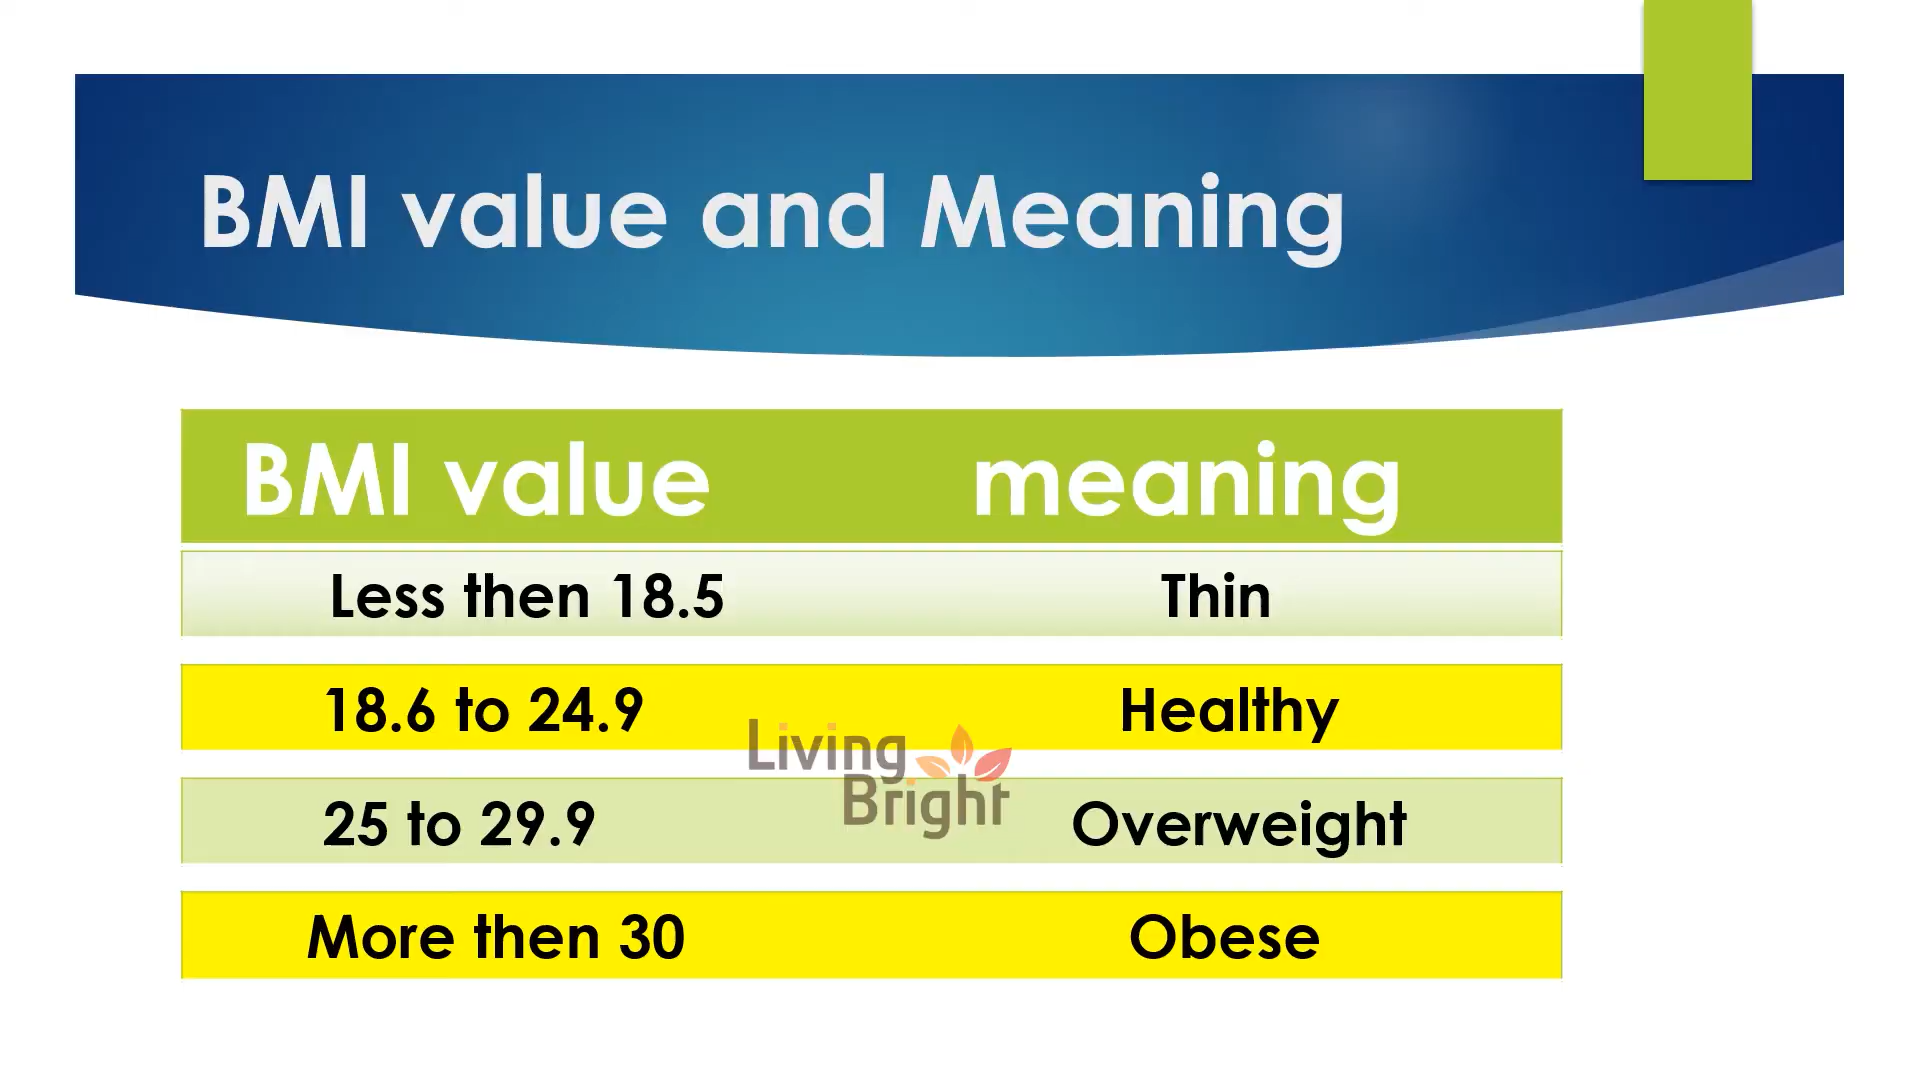 BMI value and Meaning
BMI value meaning
Less then 18.5 Thin
18.6 to 24.9 Healthy
Living
Bright
25 to 29.9 Overweight
More then 30 Obese